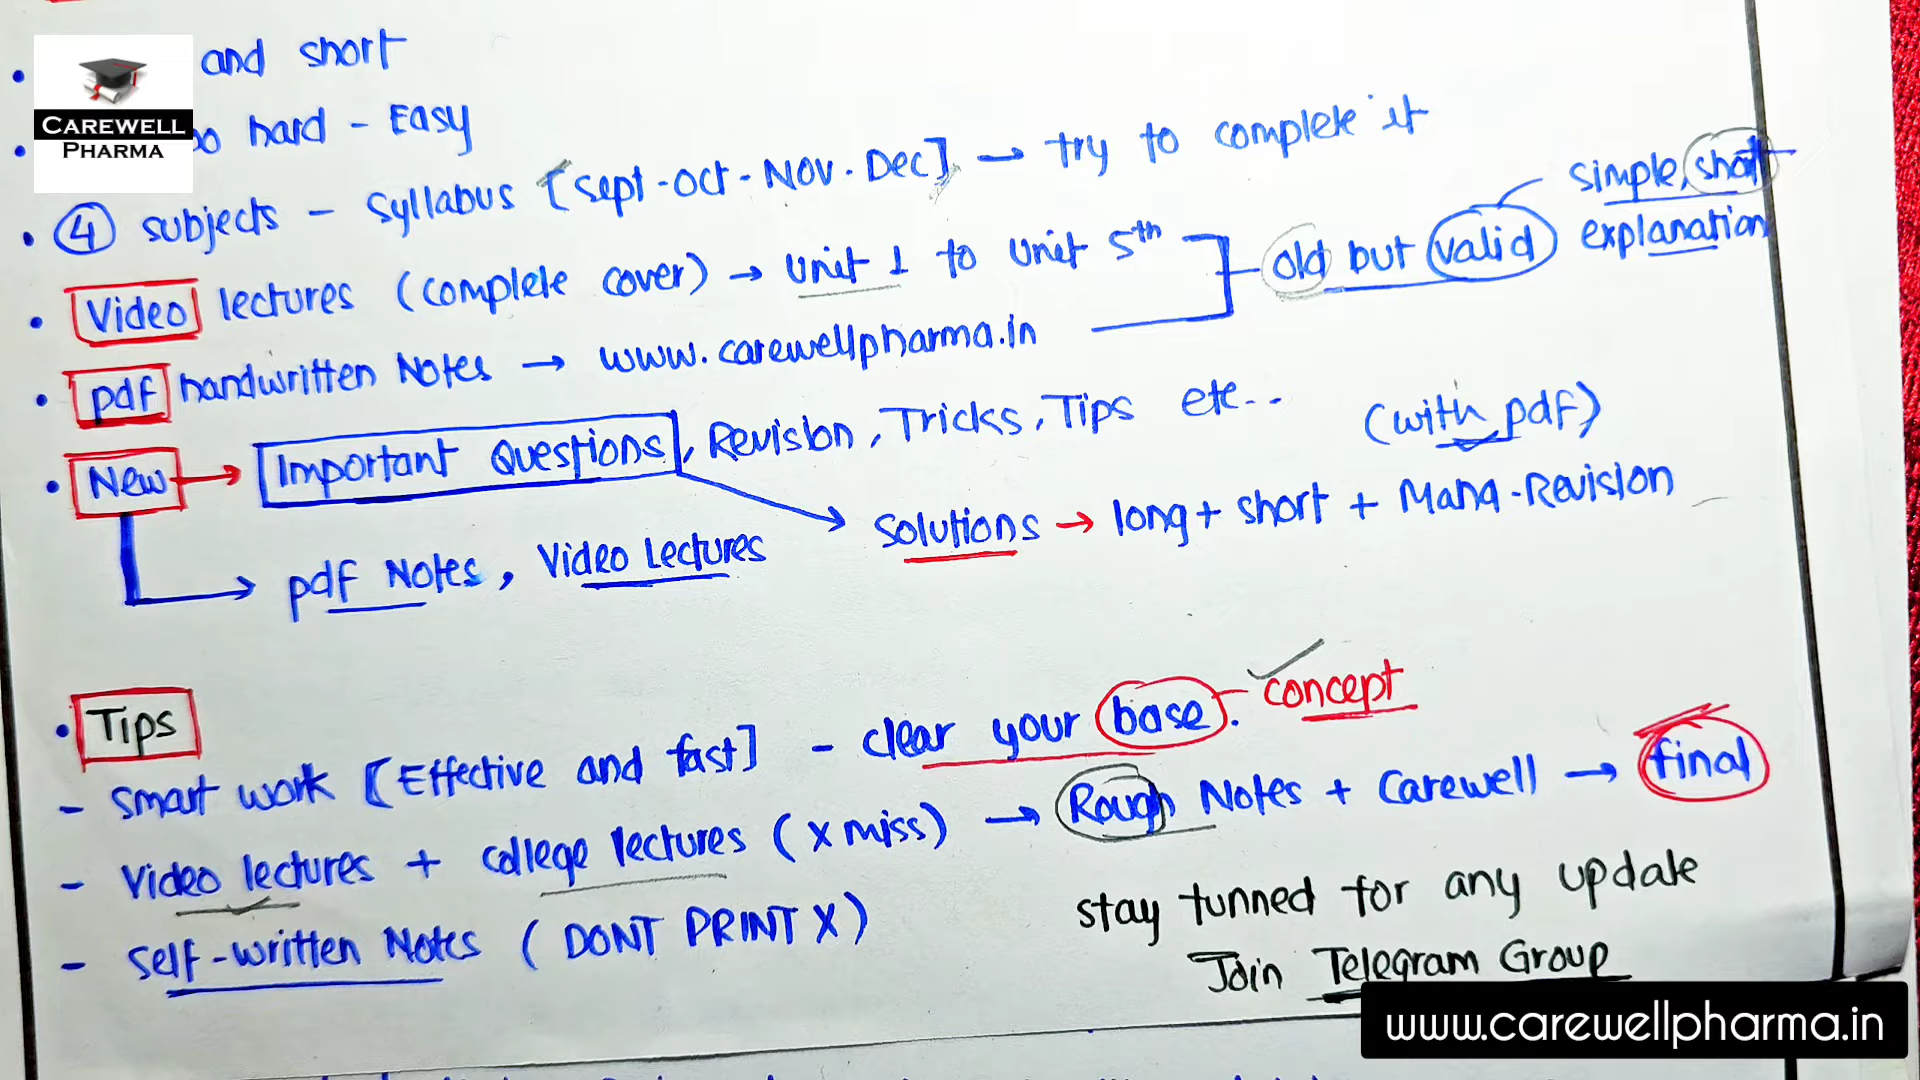 • and short
CAREWELL
PHARMA
• hard - Easy
• ④ subjects - syllabus [Sept-Oct-Nov.Dec] → try to complete it
• Video lectures (complete cover) → Unit 1 to Unit 5th
old but valid
simple, short
explanation
• pdf handwritten Notes → www.carewellpharma.in
• New → Important Questions, Revision, Tricks, Tips etc..
(with pdf)
solutions → long + short + Mana-Revision
pdf Notes, Video lectures
• Tips
- smart work [Effective and fast] - clear your base. concept
- Video lectures + college lectures (X miss) → Rough Notes + Carewell → final
- self-written Notes (DONT PRINT X)
stay tunned for any update
Join Telegram Group
www.carewellpharma.in